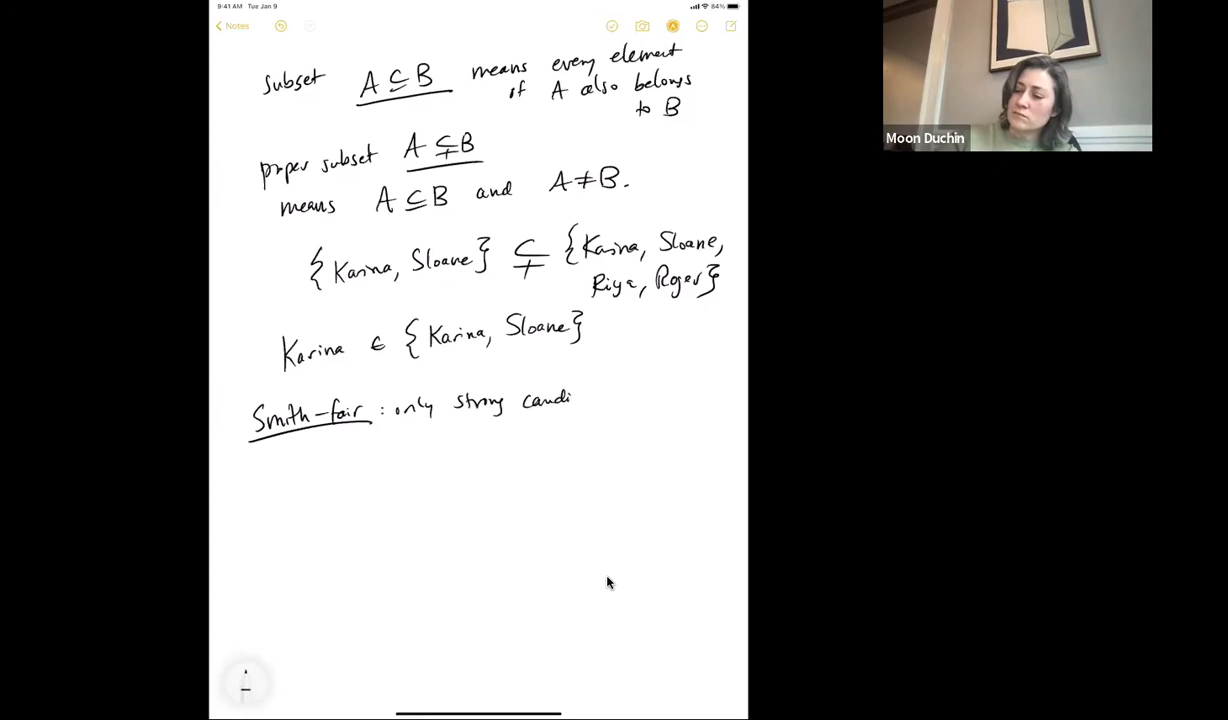 9:41 AM Tue Jan 9
84%
Notes
subset A ⊆ B means every element
if A also belongs
to B
proper subset A ⊊ B
means A ⊆ B and A ≠ B.
{Karina, Sloane} ⊊ {Karina, Sloane,
Riya, Roger}
Karina ∈ {Karina, Sloane}
Smith-fair: only strong candi
Moon Duchin